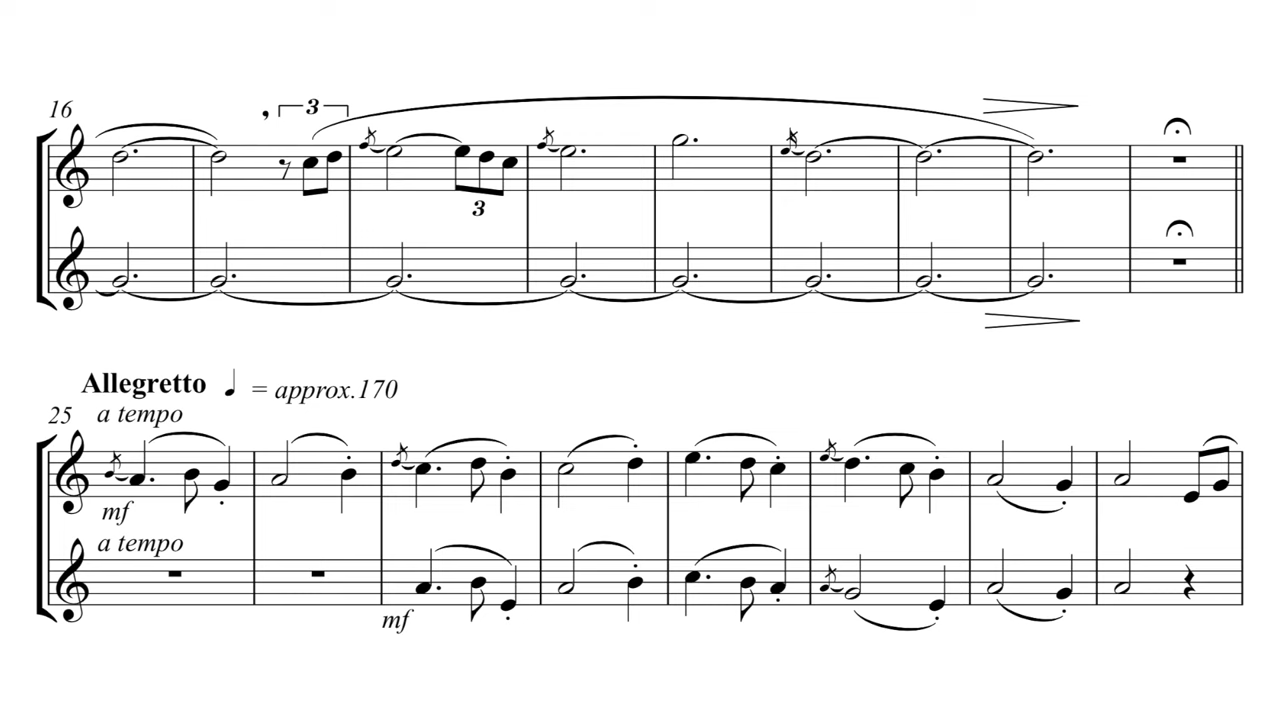 16
3
3
Allegretto ♩ = approx.170
25 a tempo
mf
a tempo
mf